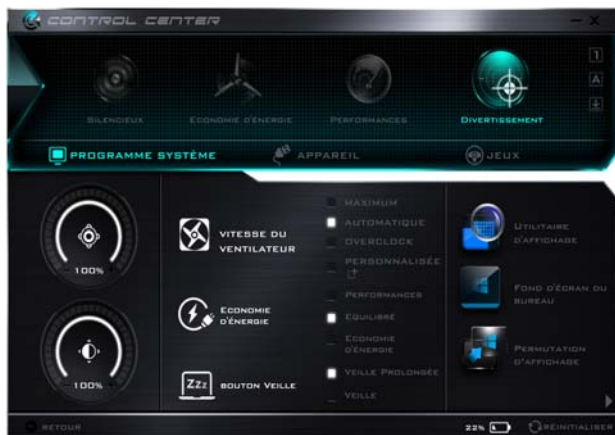 CONTROL CENTER
1
A
SILENCIEUX
ECONOMIE D'ÉNERGIE
PERFORMANCES
DIVERTISSEMENT
PROGRAMME SYSTÈME
APPAREIL
JEUX
100%
100%
VITESSE DU
VENTILATEUR
MAXIMUM
AUTOMATIQUE
OVERCLOCK
PERSONNALISÉE
ECONOMIE
D'ÉNERGIE
PERFORMANCES
EQUILIBRÉ
ECONOMIE
D'ÉNERGIE
Zzz
BOUTON VEILLE
VEILLE PROLONGÉE
VEILLE
UTILITAIRE
D'AFFICHAGE
FOND D'ÉCRAN DU
BUREAU
PERMUTATION
D'AFFICHAGE
RETOUR
22%
RÉINITIALISER